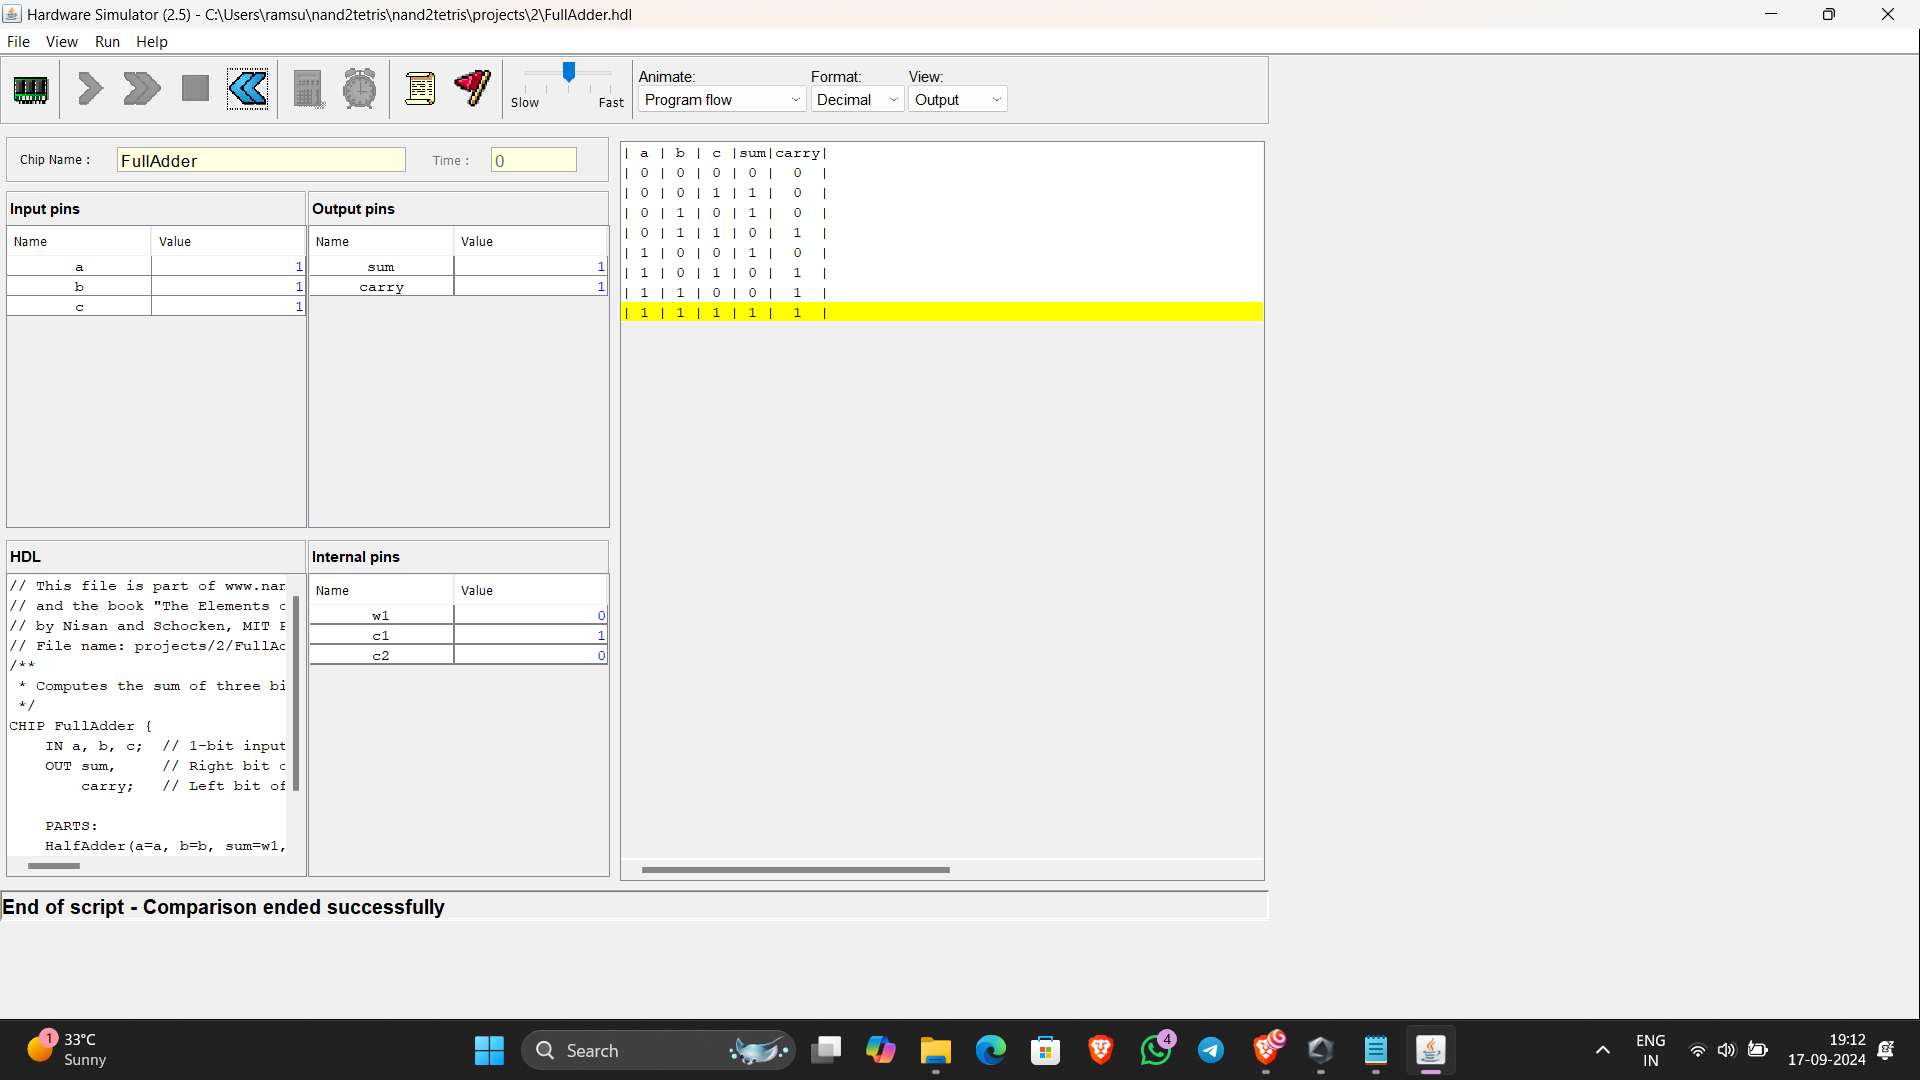 Hardware Simulator (2.5) - C:\Users\ramsu\nand2tetris\nand2tetris\projects\2\FullAdder.hdl
File View Run Help
Slow Fast
Animate: Format: View:
Program flow Decimal Output
Chip Name : FullAdder Time : 0
Input pins
Name Value
a 1
b 1
c 1
Output pins
Name Value
sum 1
carry 1
| a | b | c |sum|carry|
| 0 | 0 | 0 | 0 | 0 |
| 0 | 0 | 1 | 1 | 0 |
| 0 | 1 | 0 | 1 | 0 |
| 0 | 1 | 1 | 0 | 1 |
| 1 | 0 | 0 | 1 | 0 |
| 1 | 0 | 1 | 0 | 1 |
| 1 | 1 | 0 | 0 | 1 |
| 1 | 1 | 1 | 1 | 1 |
HDL
// This file is part of www.nan
// and the book "The Elements o
// by Nisan and Schocken, MIT P
// File name: projects/2/FullAd
/**
* Computes the sum of three bi
*/
CHIP FullAdder {
IN a, b, c; // 1-bit input
OUT sum, // Right bit o
carry; // Left bit of
PARTS:
HalfAdder(a=a, b=b, sum=w1,
Internal pins
Name Value
w1 0
c1 1
c2 0
End of script - Comparison ended successfully
1
33°C
Sunny
Search
4
ENG
IN
19:12
17-09-2024